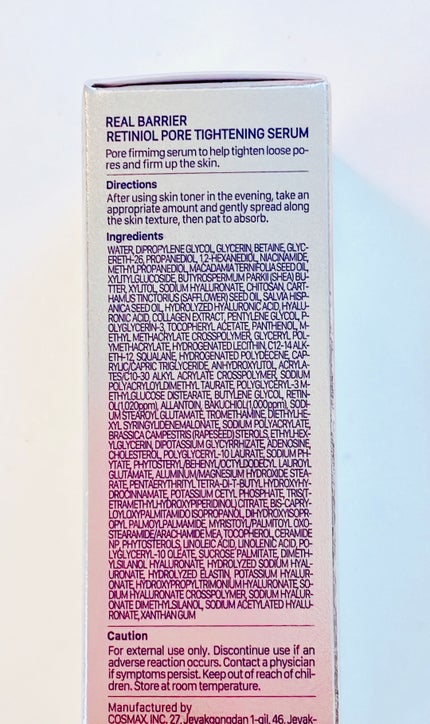 REAL BARRIER
RETINIOL PORE TIGHTENING SERUM
Pore firmimg serum to help tighten loose po-
res and firm up the skin.
Directions
After using skin toner in the evening, take an
appropriate amount and gently spread along
the skin texture, then pat to absorb.
Ingredients
WATER, DIPROPYLENE GLYCOL, GLYCERIN, BETAINE, GLYC-
ERETH-26, PROPANEDIOL, 1,2-HEXANEDIOL, NIACINAMIDE,
METHYLPROPANEDIOL, MACADAMIA TERNIFOLIA SEED OIL,
XYLITYLGLUCOSIDE, BUTYROSPERMUM PARKII (SHEA) BU-
TTER, XYLITOL, SODIUM HYALURONATE, CHITOSAN, CART-
HAMUS TINCTORIUS (SAFFLOWER) SEED OIL, SALVIA HISP-
ANICA SEED OIL, HYDROLYZED HYALURONIC ACID, HYALU-
RONIC ACID, COLLAGEN EXTRACT, PENTYLENE GLYCOL, P-
OLYGLYCERIN-3, TOCOPHERYL ACETATE, PANTHENOL, M-
ETHYL METHACRYLATE CROSSPOLYMER, GLYCERYL POL-
YMETHACRYLATE, HYDROGENATED LECITHIN, C12-14 ALK-
ETH-12, SQUALANE, HYDROGENATED POLYDECENE, CAP-
RYLIC/CAPRIC TRIGLYCERIDE, ANHYDROXYLITOL, ACRYLA-
TES/C10-30 ALKYL ACRYLATE CROSSPOLYMER, SODIUM
POLYACRYLOYLDIMETHYL TAURATE, POLYGLYCERYL-3 M-
ETHYLGLUCOSE DISTEARATE, BUTYLENE GLYCOL, RETIN-
OL(1,020ppm), ALLANTOIN, BAKUCHIOL(1,000ppm), SODI-
UM STEAROYL GLUTAMATE, TROMETHAMINE, DIETHYLHE-
XYL SYRINGYLIDENEMALONATE, SODIUM POLYACRYLATE,
BRASSICA CAMPESTRIS (RAPESEED) STEROLS, ETHYLHEX-
YLGLYCERIN, DIPOTASSIUM GLYCYRRHIZATE, ADENOSINE,
CHOLESTEROL, POLYGLYCERYL-10 LAURATE, SODIUM PH-
YTATE, PHYTOSTERYL/BEHENYL/OCTYLDODECYL LAUROYL
GLUTAMATE, ALUMINUM/MAGNESIUM HYDROXIDE STEA-
RATE, PENTAERYTHRITYL TETRA-DI-T-BUTYL HYDROXYHY-
DROCINNAMATE, POTASSIUM CETYL PHOSPHATE, TRIS(T-
ETRAMETHYLHYDROXYPIPERIDINOL) CITRATE, BIS-CAPRY-
LOYLOXYPALMITAMIDO ISOPROPANOL, DIHYDROXYISOPR-
OPYL PALMOYLPALMAMIDE, MYRISTOYL/PALMITOYL OXO-
STEARAMIDE/ARACHAMIDE MEA, TOCOPHEROL, CERAMIDE
NP, PHYTOSTEROLS, LINOLEIC ACID, LINOLENIC ACID, PO-
LYGLYCERYL-10 OLEATE, SUCROSE PALMITATE, DIMETH-
YLSILANOL HYALURONATE, HYDROLYZED SODIUM HYAL-
URONATE, HYDROLYZED ELASTIN, POTASSIUM HYALUR-
ONATE, HYDROXYPROPYLTRIMONIUM HYALURONATE, SO-
DIUM HYALURONATE CROSSPOLYMER, SODIUM HYALUR-
ONATE DIMETHYLSILANOL, SODIUM ACETYLATED HYALU-
RONATE, XANTHAN GUM
Caution
For external use only. Discontinue use if an
adverse reaction occurs. Contact a physician
if symptoms persist. Keep out of reach of chil-
dren. Store at room temperature.
Manufactured by
COSMAX, INC. 27, Jeyakgongdan 1-gil, 46, Jeyak-